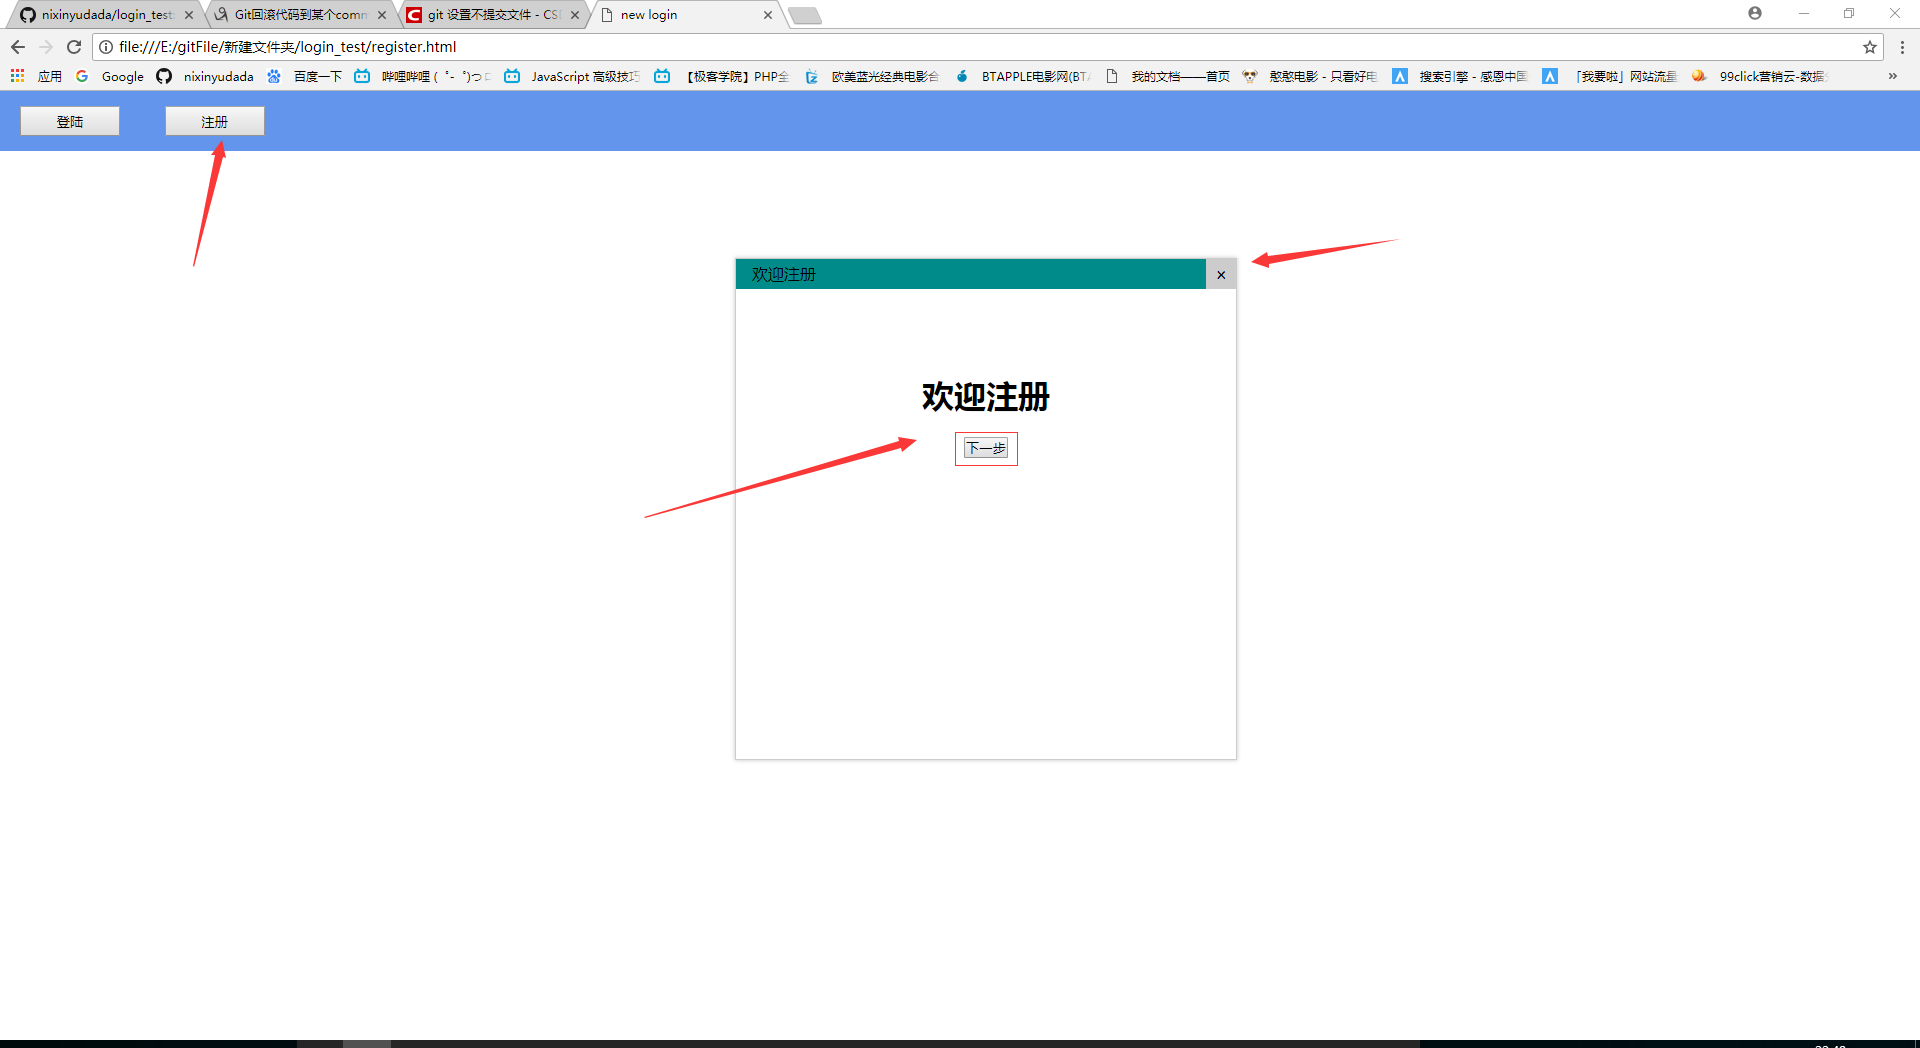 nixinyudada/login_test
Git回滚代码到某个comm
git 设置不提交文件 - CS
new login
file:///E:/gitFile/新建文件夹/login_test/register.html
应用
Google
nixinyudada
百度一下
哔哩哔哩 ( ゜- ゜)つロ
JavaScript 高级技巧
【极客学院】PHP全
欧美蓝光经典电影合
BTAPPLE电影网(BTA
我的文档——首页
憨憨电影 - 只看好电
搜索引擎 - 感恩中国
「我要啦」网站流量
99click营销云-数据
登陆
注册
欢迎注册
×
欢迎注册
下一步